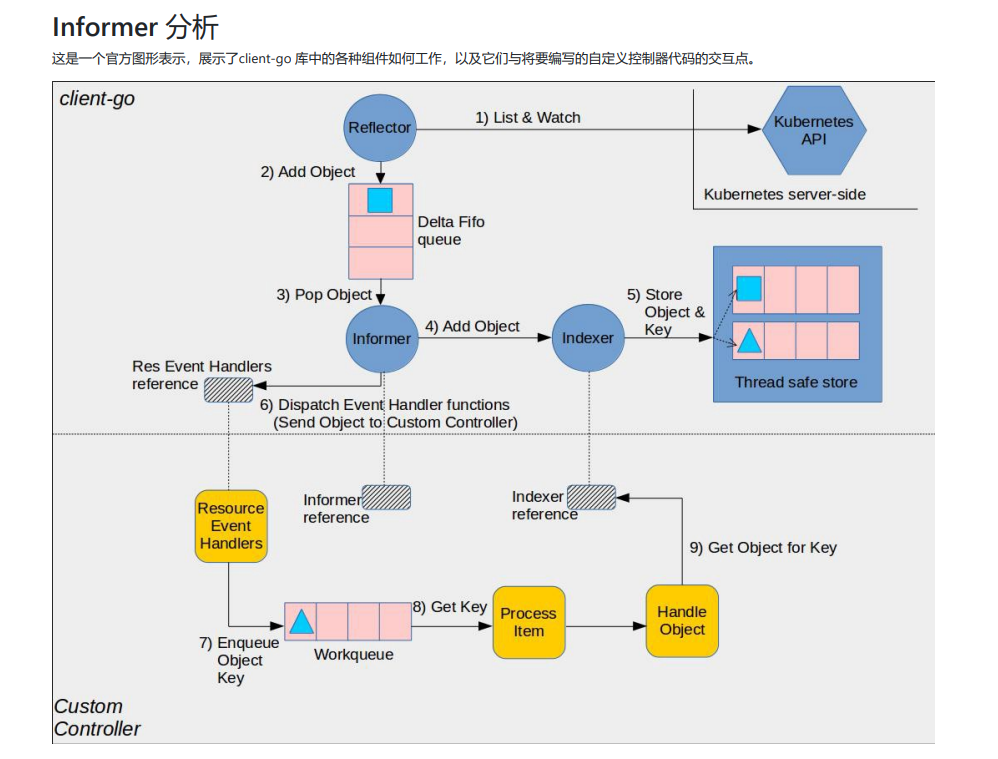 Informer 分析
这是一个官方图形表示，展示了client-go 库中的各种组件如何工作，以及它们与将要编写的自定义控制器代码的交互点。
client-go
Reflector
1) List & Watch
Kubernetes
API
2) Add Object
Kubernetes server-side
Delta Fifo
queue
3) Pop Object
5) Store
Object &
Key
Informer
4) Add Object
Indexer
Res Event Handlers
reference
Thread safe store
6) Dispatch Event Handler functions
(Send Object to Custom Controller)
Resource
Event
Handlers
Informer
reference
Indexer
reference
9) Get Object for Key
8) Get Key
Process
Item
Handle
Object
7) Enqueue
Object
Key
Workqueue
Custom
Controller